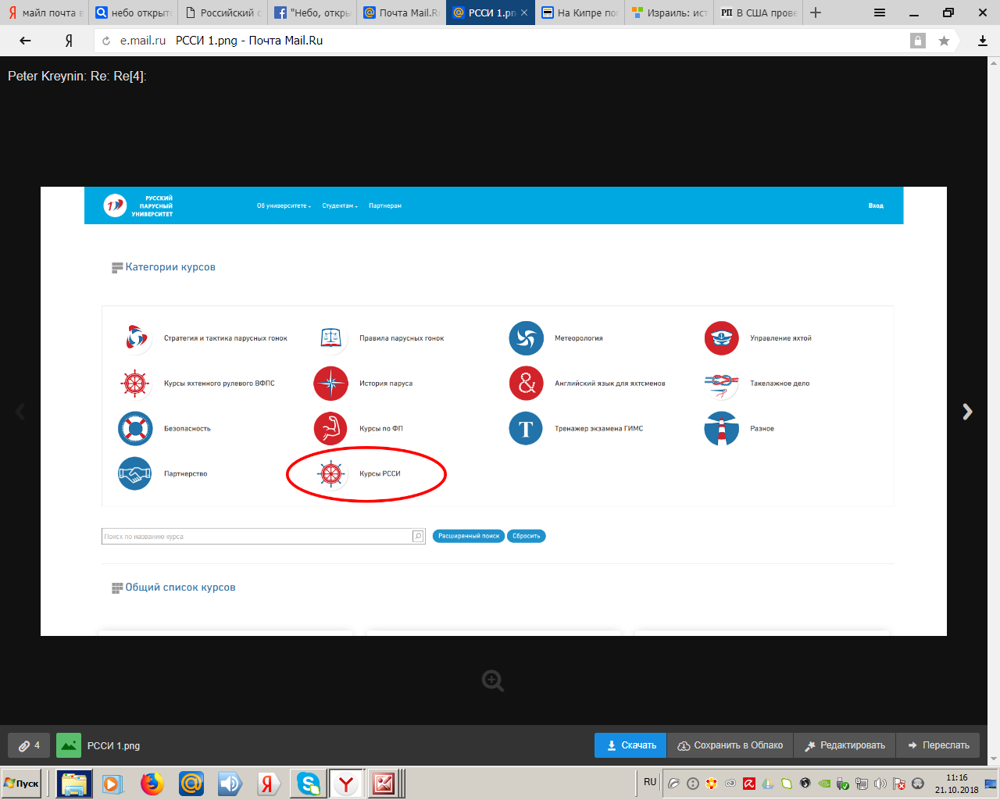 майл почта в
небо открыто
Российский с
"Небо, откры
Почта Mail.R
РССИ 1.pn
На Кипре поп
Израиль: ист
РП В США прове
Я e.mail.ru РССИ 1.png - Почта Mail.Ru
Peter Kreynin: Re: Re[4]:
РУССКИЙ
ПАРУСНЫЙ
УНИВЕРСИТЕТ
Об университете Студентам Партнерам Вход
Категории курсов
Стратегия и тактика парусных гонок Правила парусных гонок Метеорология Управление яхтой
Курсы яхтенного рулевого ВФПС История паруса & Английский язык для яхтсменов Такелажное дело
Безопасность Курсы по ФП T Тренажер экзамена ГИМС Разное
Партнерство Курсы РССИ
Поиск по названию курса Расширенный поиск Сбросить
Общий список курсов
4 РССИ 1.png Скачать Сохранить в Облако Редактировать Переслать
Пуск RU 11:16
21.10.2018